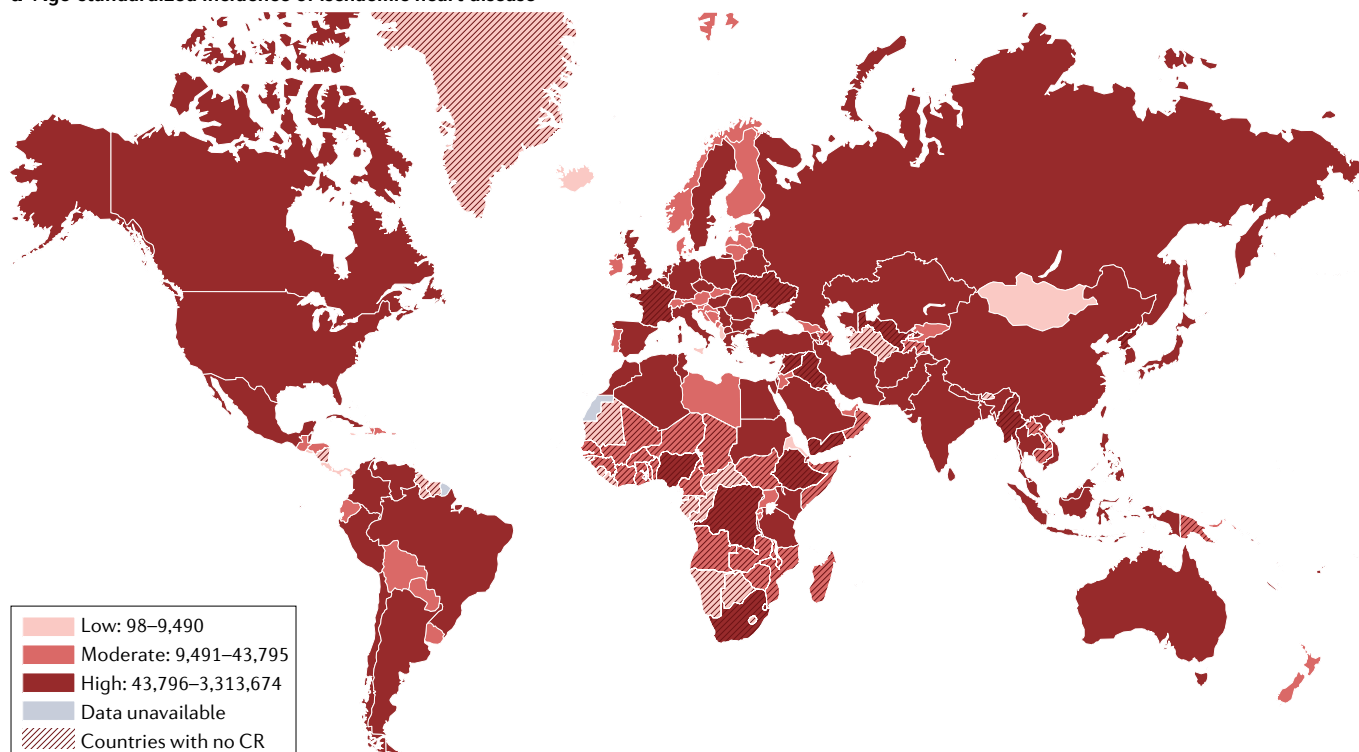 Low: 98–9,490
Moderate: 9,491–43,795
High: 43,796–3,313,674
Data unavailable
Countries with no CR